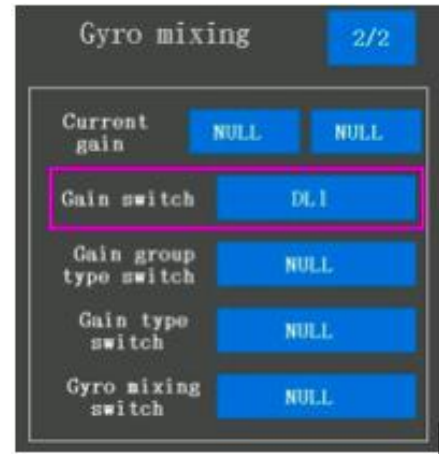 Gyro mixing 2/2
Current gain NULL NULL
Gain switch DL1
Gain group type switch NULL
Gain type switch NULL
Gyro mixing switch NULL